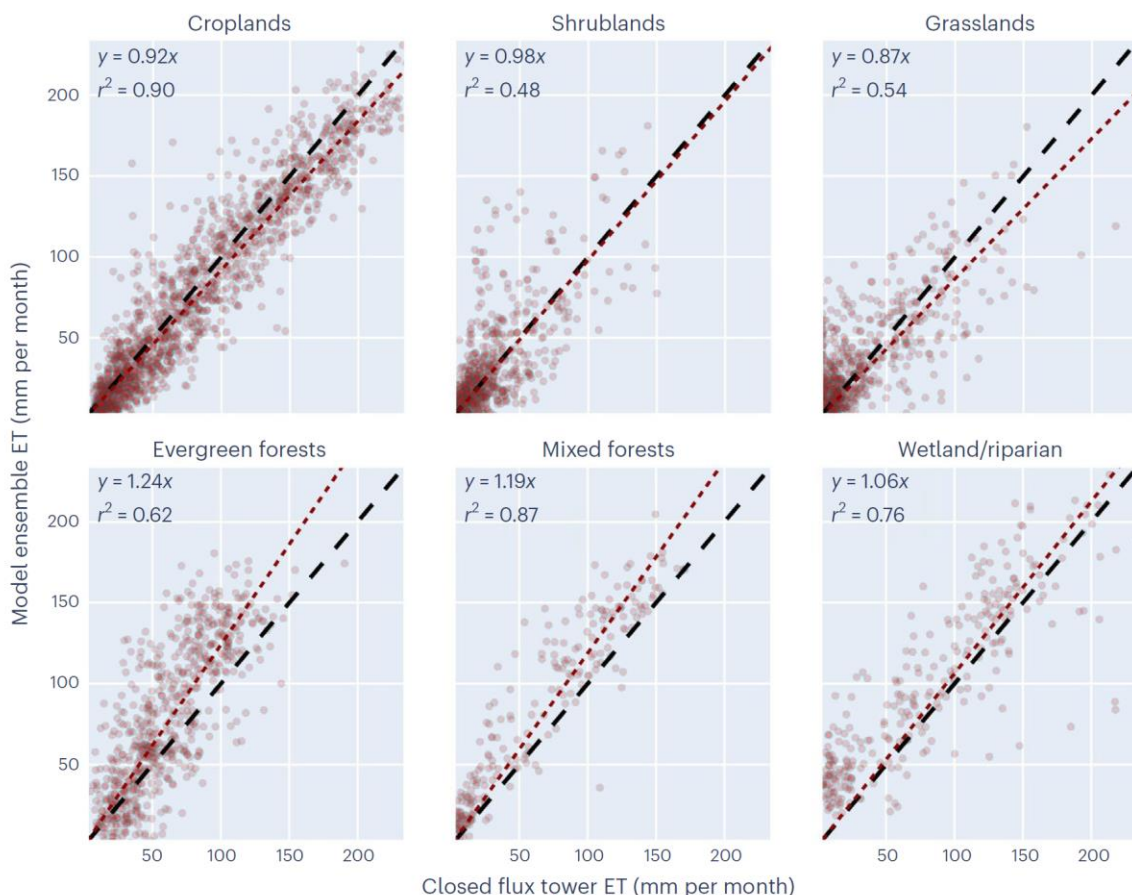 Croplands
y = 0.92x
r² = 0.90
200
150
100
50
Shrublands
y = 0.98x
r² = 0.48
Grasslands
y = 0.87x
r² = 0.54
Model ensemble ET (mm per month)
Evergreen forests
y = 1.24x
r² = 0.62
200
150
100
50
50
100
150
200
Mixed forests
y = 1.19x
r² = 0.87
50
100
150
200
Wetland/riparian
y = 1.06x
r² = 0.76
50
100
150
200
Closed flux tower ET (mm per month)